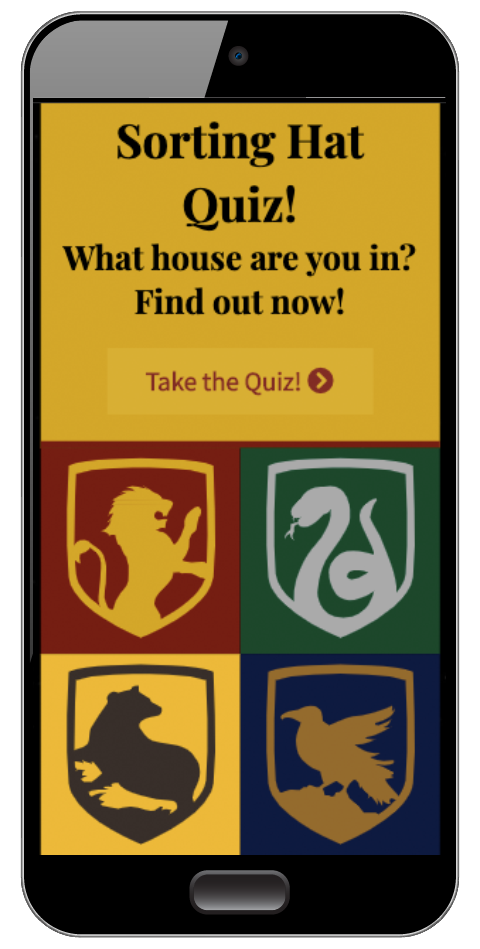 Sorting Hat
Quiz!
What house are you in?
Find out now!
Take the Quiz!